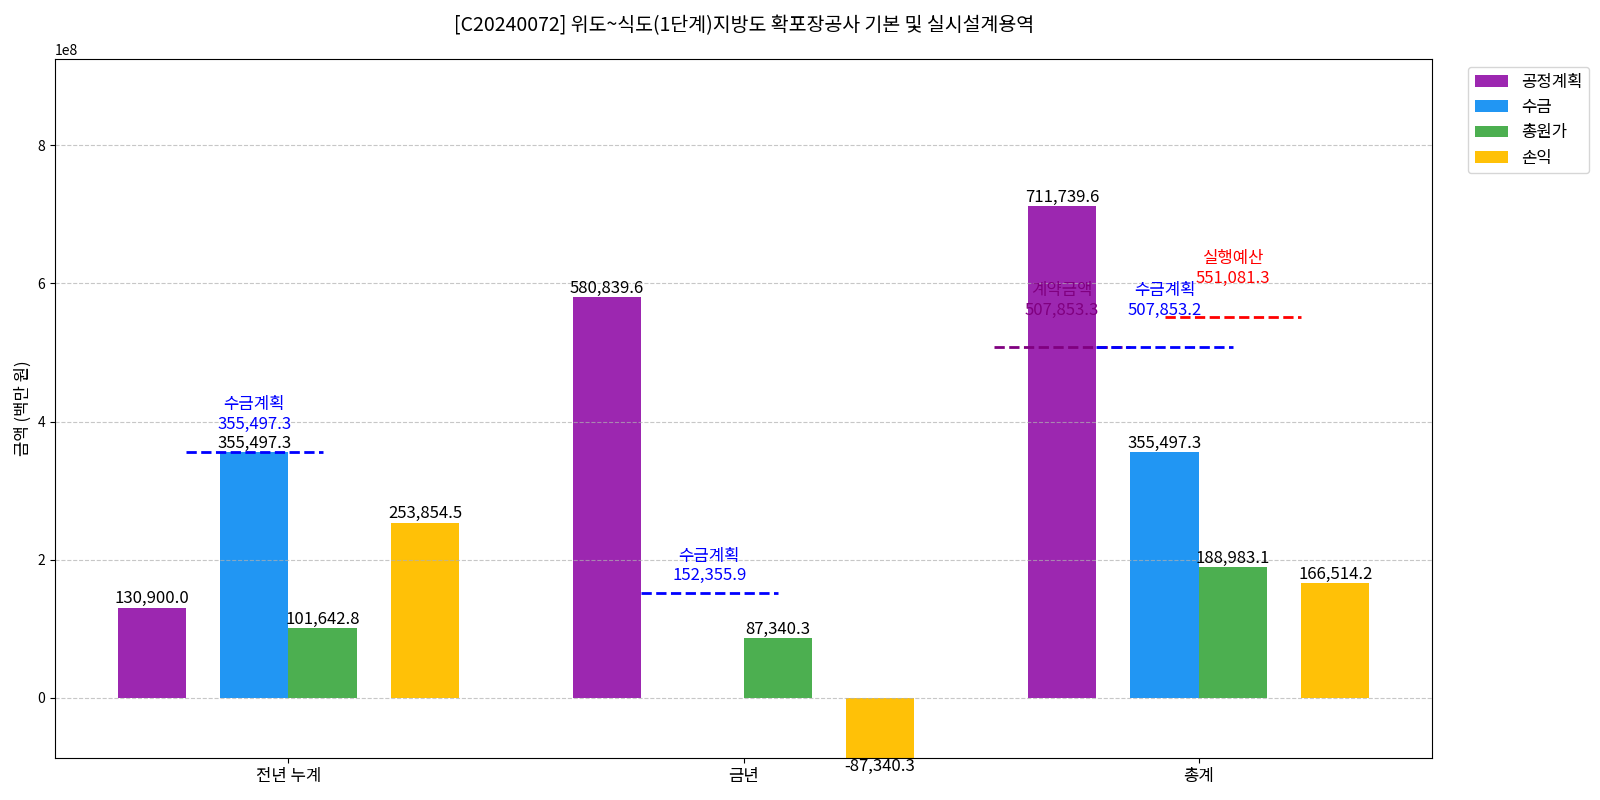 [C20240072] 위도~식도(1단계)지방도 확포장공사 기본 및 실시설계용역
1e8
금액 (백만 원)
8
6
4
2
0
130,900.0
수금계획
355,497.3
355,497.3
101,642.8
253,854.5
580,839.6
수금계획
152,355.9
87,340.3
-87,340.3
711,739.6
계약금액
507,853.3
수금계획
507,853.2
실행예산
551,081.3
355,497.3
188,983.1
166,514.2
전년 누계
금년
총계
공정계획
수금
총원가
손익